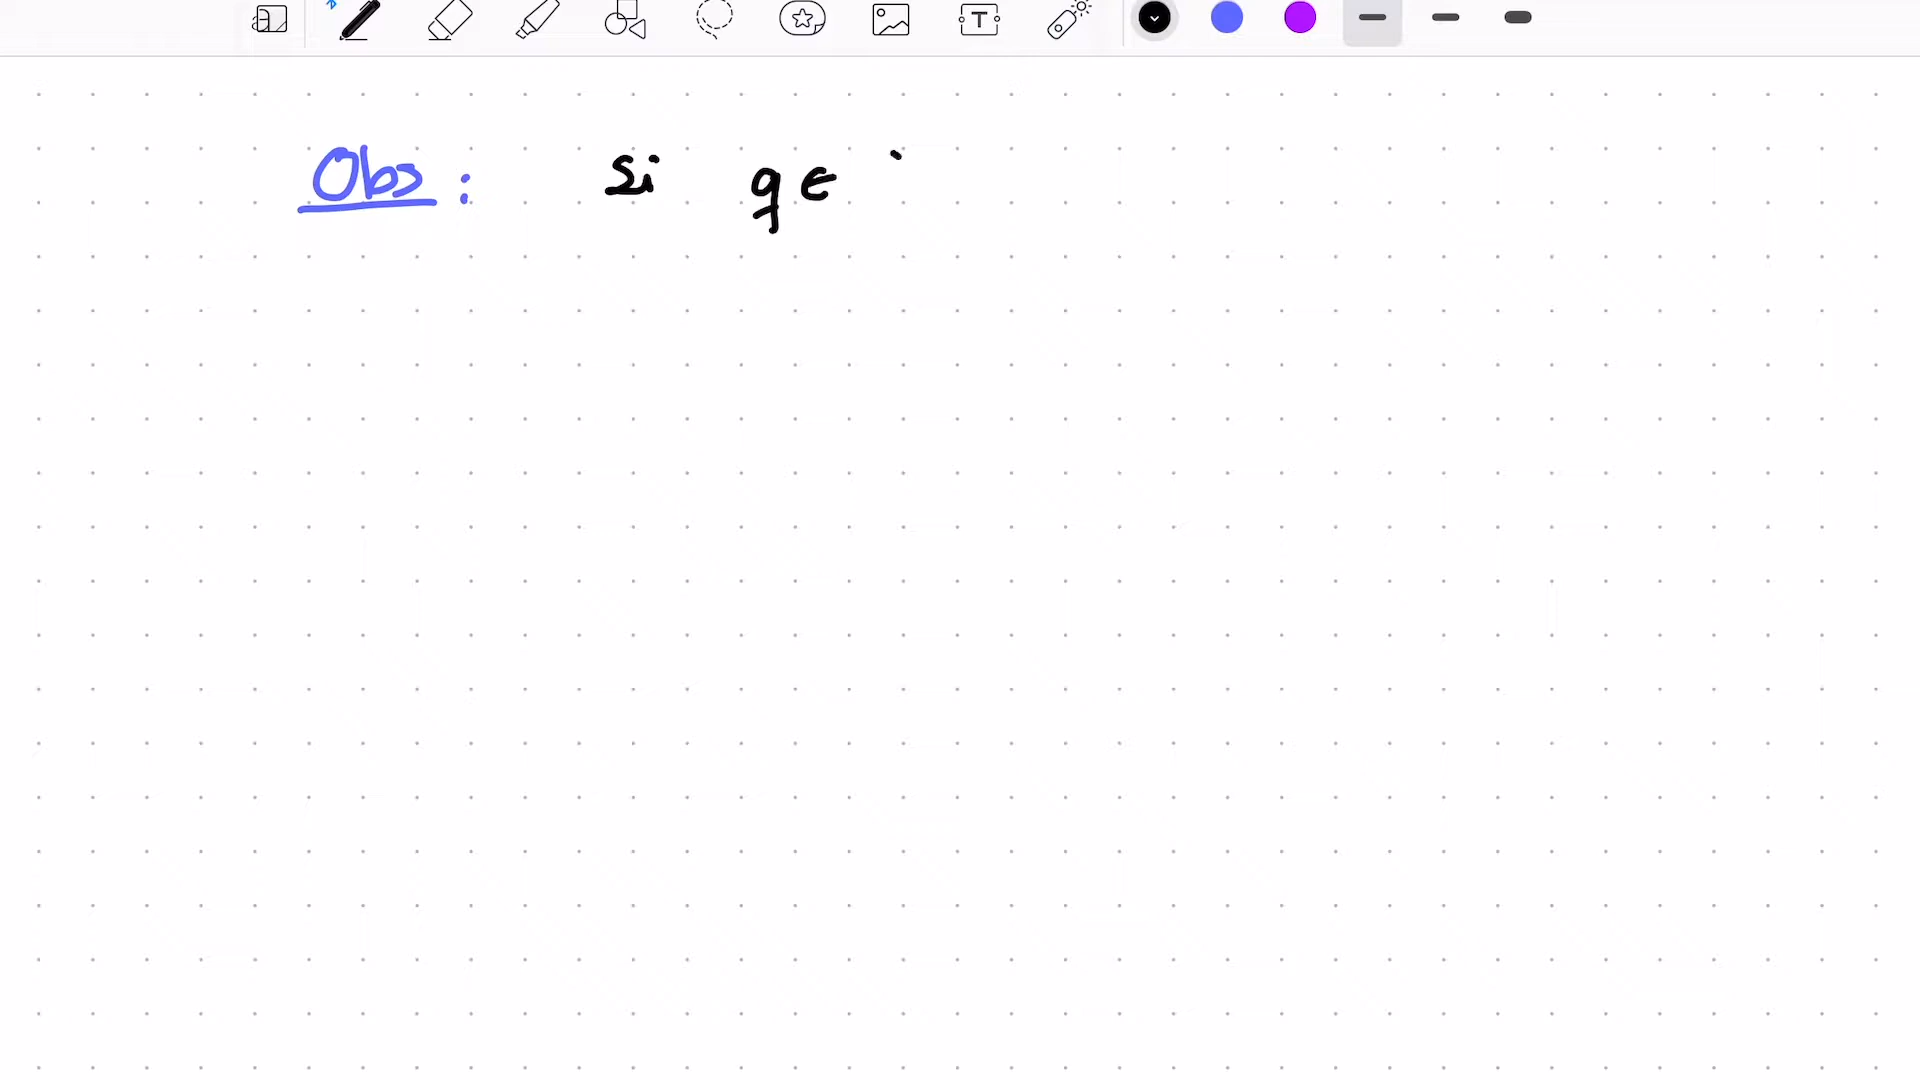 Obs : Si q ∈